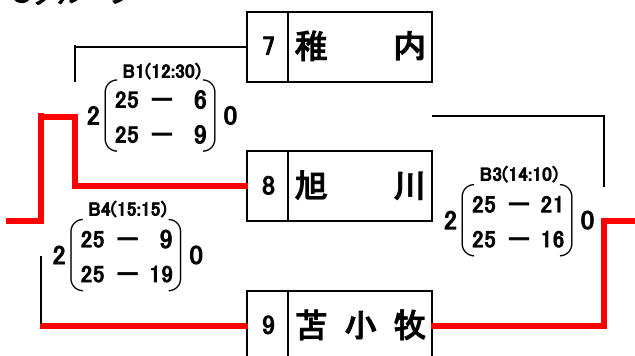 7 稚 内
B1(12:30)
2 25 ー 6 0
25 ー 9
8 旭 川
B3(14:10)
2 25 ー 21 0
25 ー 16
B4(15:15)
2 25 ー 9 0
25 ー 19
9 苫 小 牧